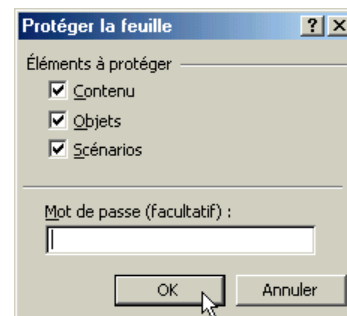 Protéger la feuille
Éléments à protéger
Contenu
Objets
Scénarios
Mot de passe (facultatif) :
OK Annuler